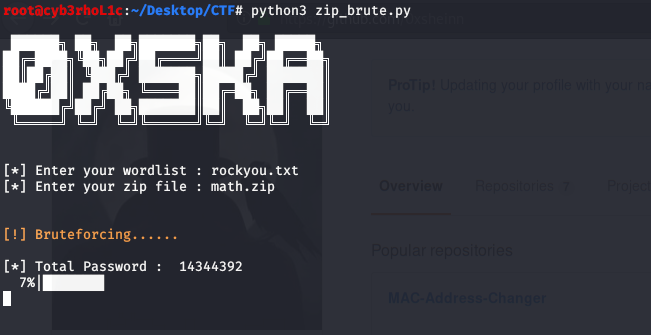 root@cyb3rhoL1c:~/Desktop/CTF# python3 zip_brute.py
0XSKA
ProTip! Updating your profile with your
you:
[*] Enter your wordlist : rockyou.txt
[*] Enter your zip file : math.zip
Overview Repositories 7
[!] Bruteforcing......
Popular repositories
[*] Total Password :  14344392
7%|
MAC-Address-Changer